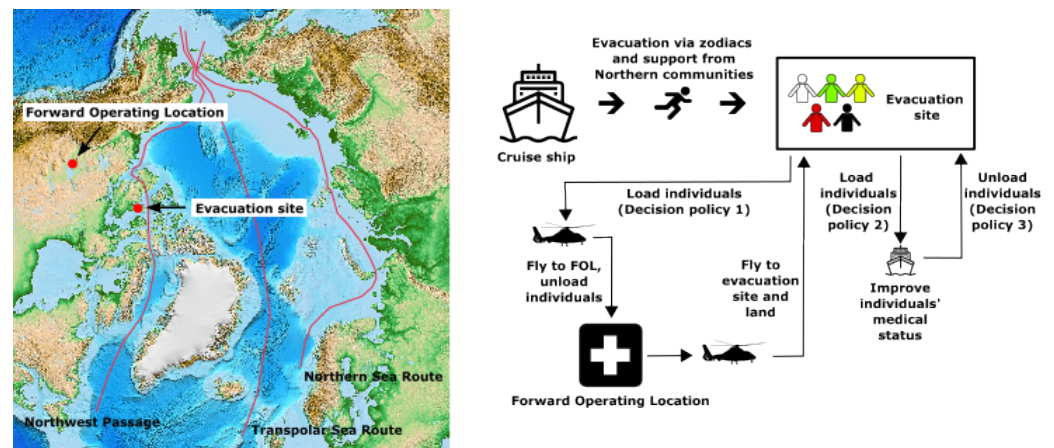 Forward Operating Location
Evacuation site
Northern Sea Route
Northwest Passage
Transpolar Sea Route
Evacuation via zodiacs
and support from
Northern communities
Cruise ship
Evacuation
site
Load individuals
(Decision policy 1)
Load
individuals
(Decision
policy 2)
Unload
individuals
(Decision
policy 3)
Fly to FOL,
unload
individuals
Fly to
evacuation
site and
land
Improve
individuals'
medical
status
Forward Operating Location